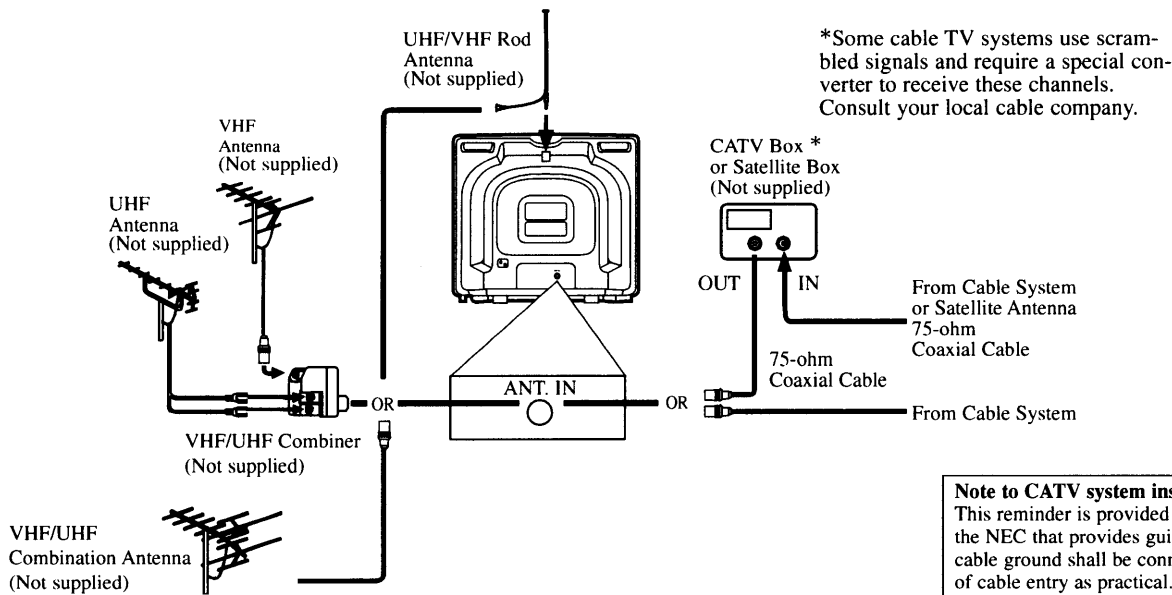 UHF/VHF Rod
Antenna
(Not supplied)
*Some cable TV systems use scram-
bled signals and require a special con-
verter to receive these channels.
Consult your local cable company.
VHF
Antenna
(Not supplied)
CATV Box *
or Satellite Box
(Not supplied)
UHF
Antenna
(Not supplied)
OUT
IN
From Cable System
or Satellite Antenna
75-ohm
Coaxial Cable
75-ohm
Coaxial Cable
ANT. IN
OR
OR
From Cable System
VHF/UHF Combiner
(Not supplied)
VHF/UHF
Combination Antenna
(Not supplied)
Note to CATV system
This reminder is provided
the NEC that provides
cable ground shall be
of cable entry as practical.